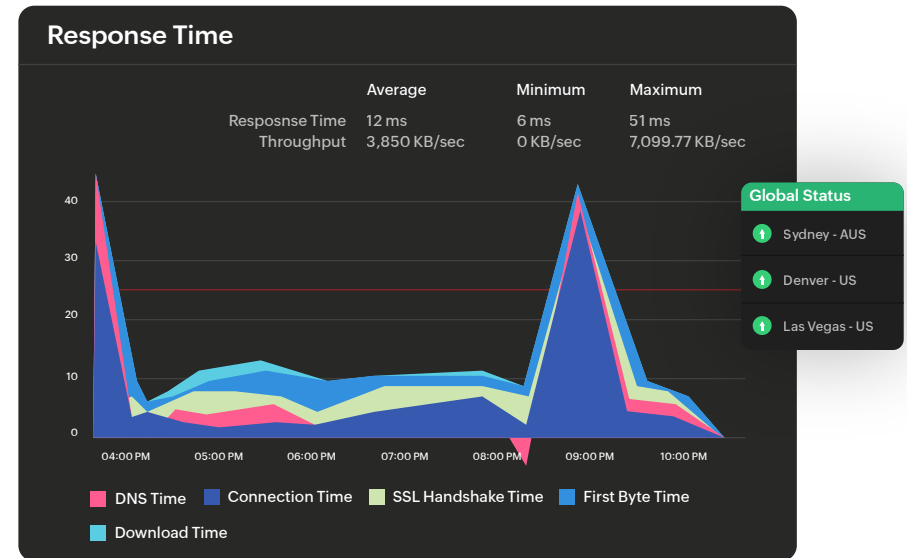 Response Time
Average Minimum Maximum
Resposnse Time 12 ms 6 ms 51 ms
Throughput 3,850 KB/sec 0 KB/sec 7,099.77 KB/sec
40
30
20
10
0
04:00 PM 05:00 PM 06:00 PM 07:00 PM 08:00 PM 09:00 PM 10:00 PM
DNS Time Connection Time SSL Handshake Time First Byte Time
Download Time
Global Status
Sydney - AUS
Denver - US
Las Vegas - US